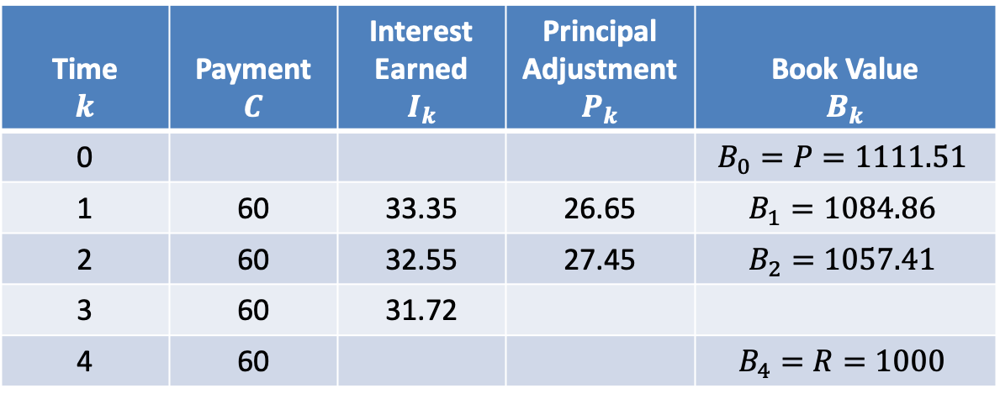 Time k Payment C Interest Earned I_k Principal Adjustment P_k Book Value B_k
0 B_0 = P = 1111.51
1 60 33.35 26.65 B_1 = 1084.86
2 60 32.55 27.45 B_2 = 1057.41
3 60 31.72
4 60 B_4 = R = 1000